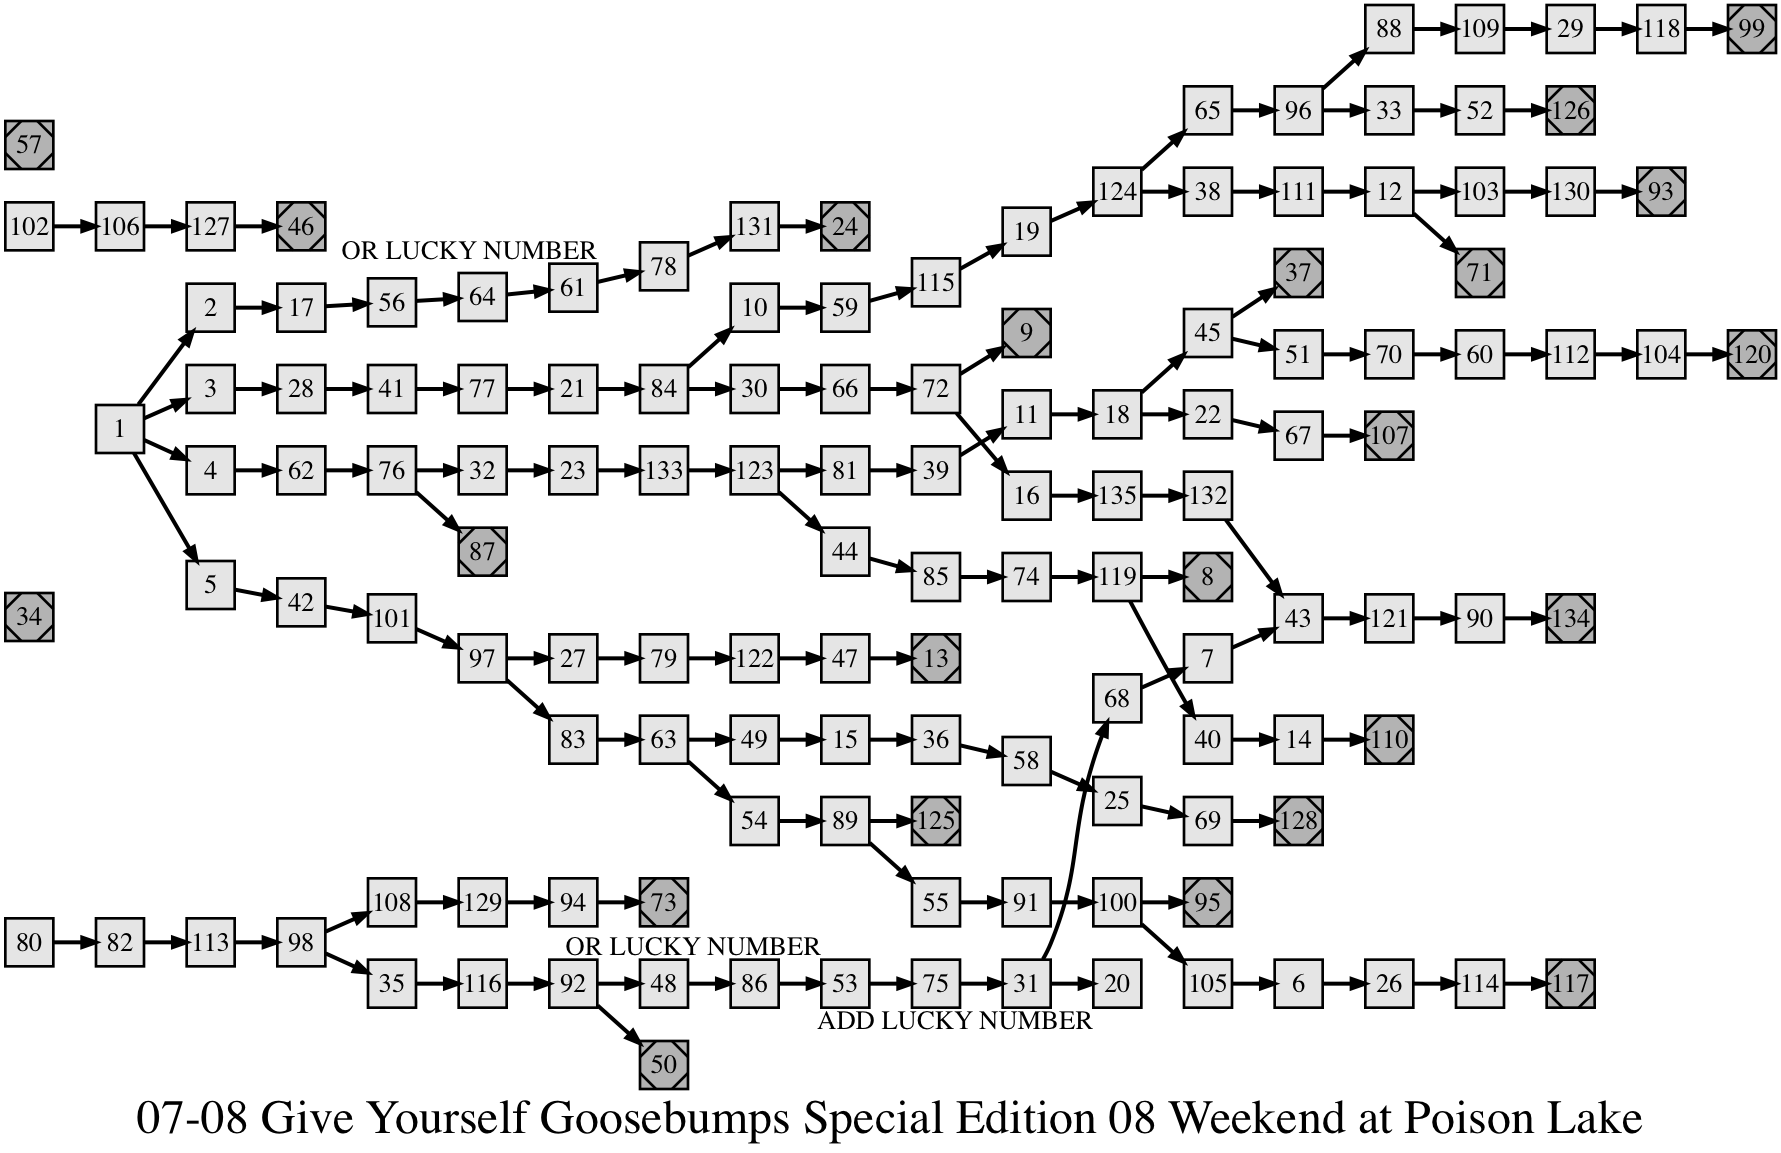 88 109 29 118 99
65 96 33 52 126
57
124 38 111 12 103 130 93
102 106 127 46 131 24 19
OR LUCKY NUMBER
78 37 71
2 17 56 64 61 10 59 115
9 45
51 70 60 112 104 120
3 28 41 77 21 84 30 66 72
1 11 18 22 67 107
4 62 76 32 23 133 123 81 39
16 135 132
87 44
5 42 85 74 119 8
34 101 43 121 90 134
97 27 79 122 47 13 7
68
83 63 49 15 36 58 40 14 110
25
54 89 125 69 128
108 129 94 73 55 91 100 95
80 82 113 98
OR LUCKY NUMBER
35 116 92 48 86 53 75 31 20 105 6 26 114 117
ADD LUCKY NUMBER
50
07-08 Give Yourself Goosebumps Special Edition 08 Weekend at Poison Lake